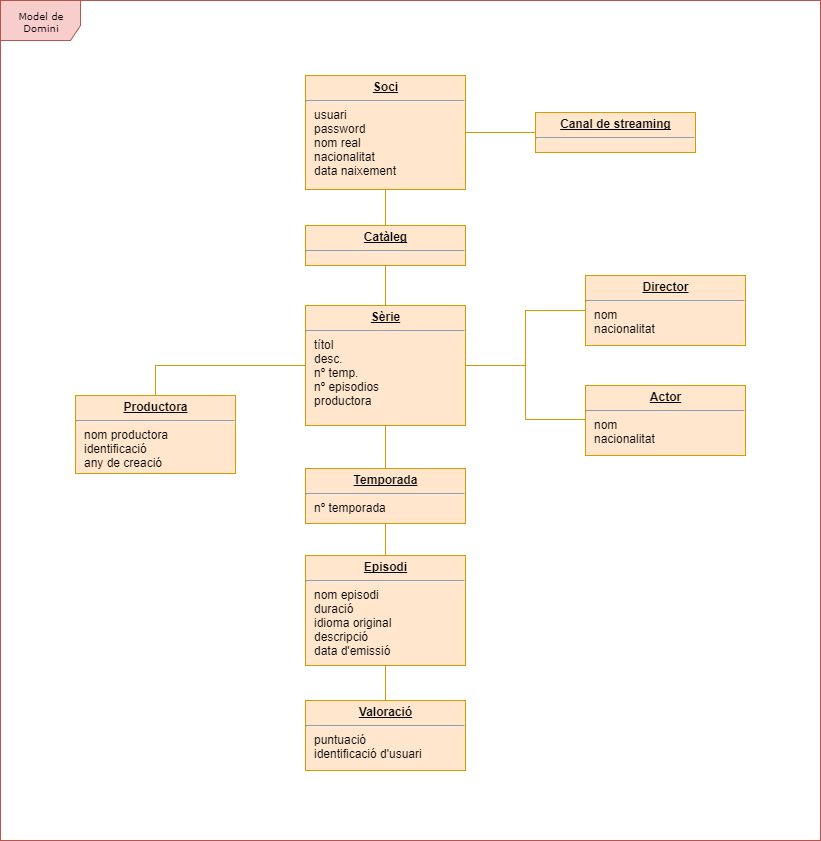 Model de
Domini
Soci
usuari
password
nom real
nacionalitat
data naixement
Canal de streaming
Catàleg
Sèrie
títol
desc.
nº temp.
nº episodios
productora
Director
nom
nacionalitat
Actor
nom
nacionalitat
Productora
nom productora
identificació
any de creació
Temporada
nº temporada
Episodi
nom episodi
duració
idioma original
descripció
data d'emissió
Valoració
puntuació
identificació d'usuari